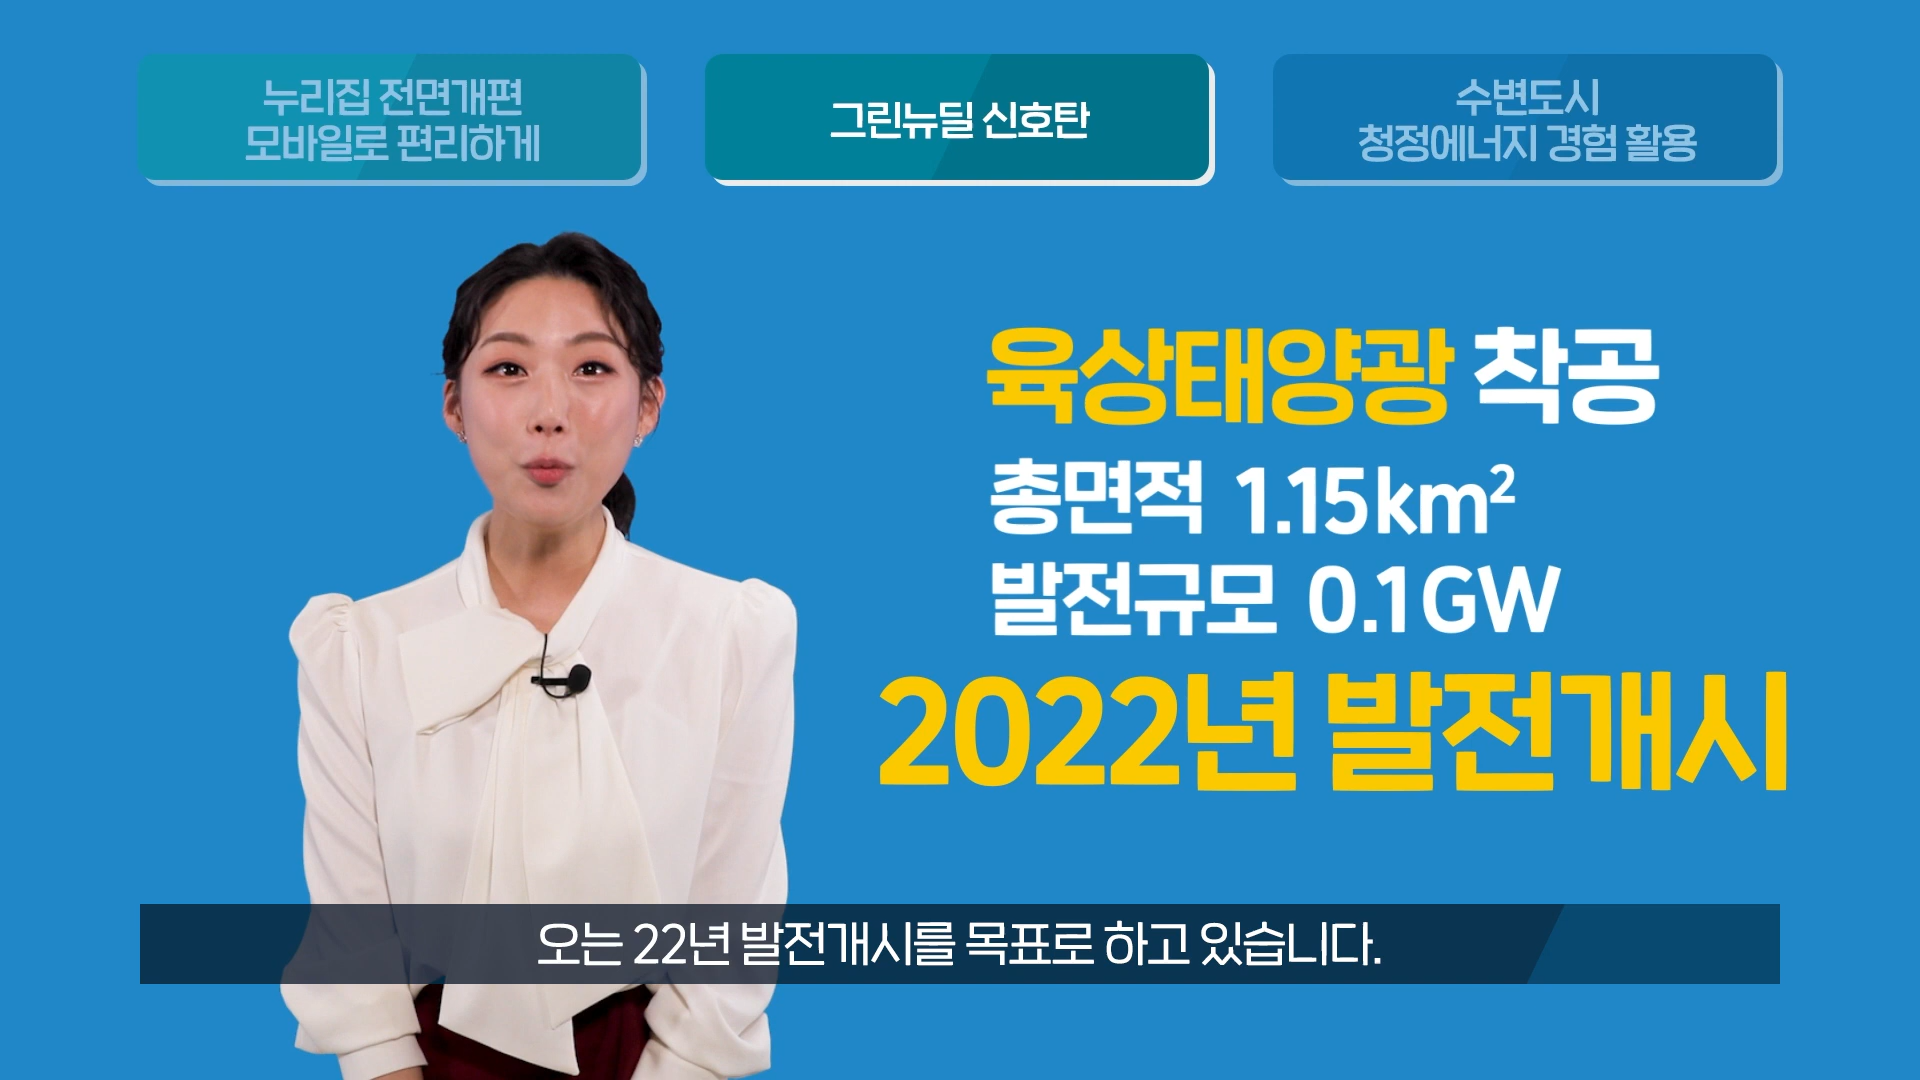 누리집 전면개편
모바일로 편리하게
그린뉴딜 신호탄
수변도시
청정에너지 경험 활용
육상태양광 착공
총면적 1.15km²
발전규모 0.1GW
2022년 발전개시
오는 22년 발전개시를 목표로 하고 있습니다.